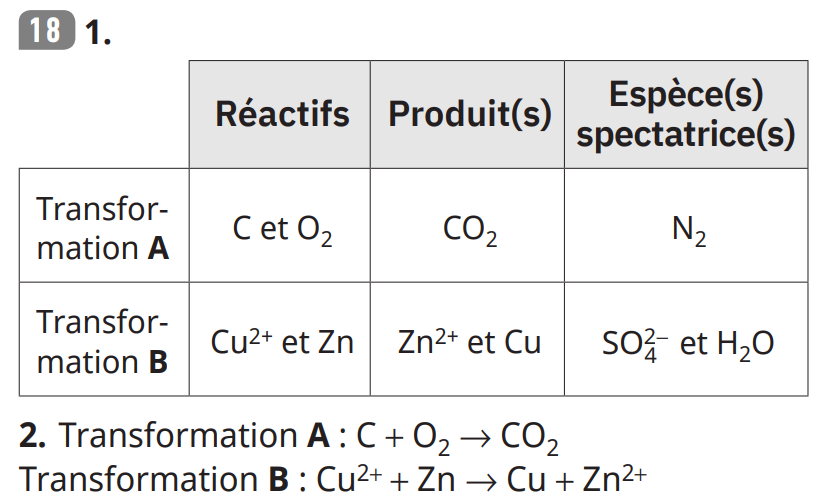 18 1.
Réactifs Produit(s) Espèce(s) spectatrice(s)
Transfor-
mation A
C et O₂ CO₂ N₂
Transfor-
mation B
Cu²⁺ et Zn Zn²⁺ et Cu SO₄²⁻ et H₂O
2. Transformation A : C + O₂ → CO₂
Transformation B : Cu²⁺ + Zn → Cu + Zn²⁺